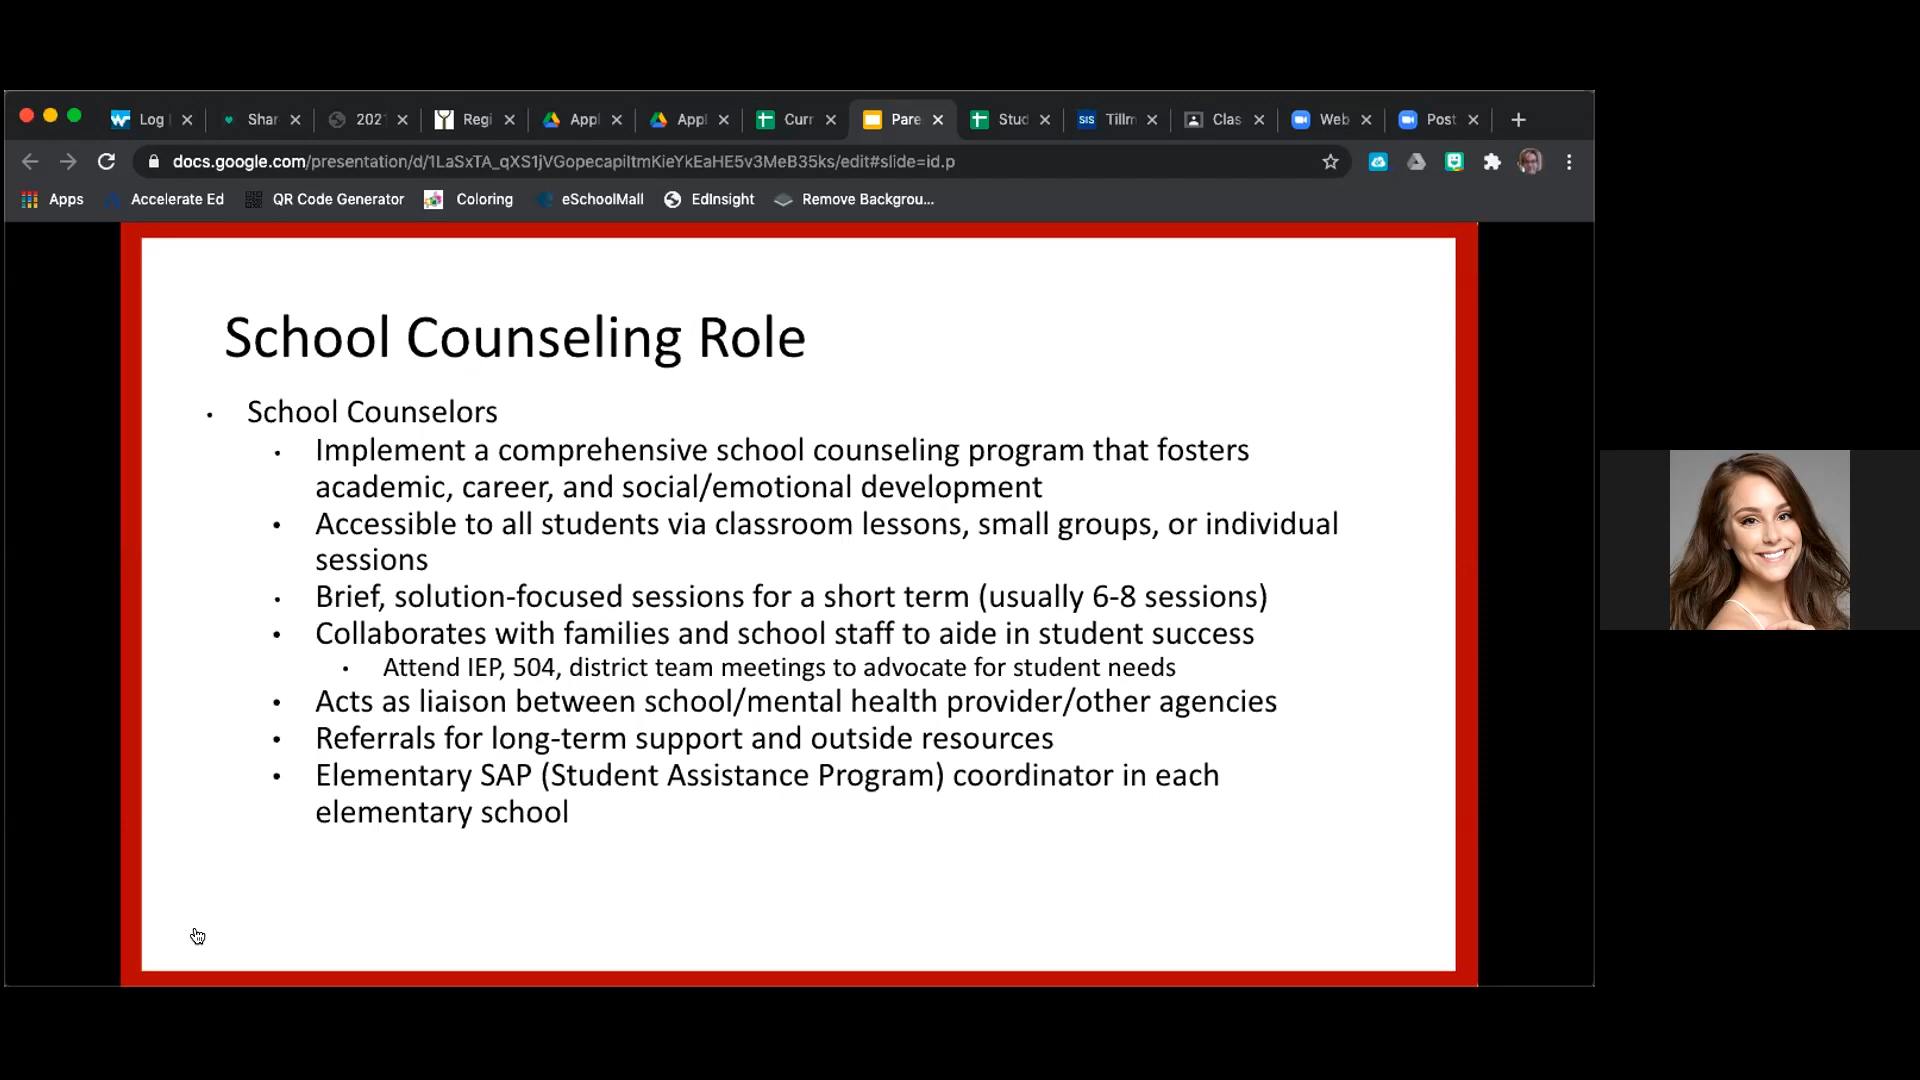 Log
Shar
2021
Regi
Appl
Appl
Curr
Pare
Stud
SIS
Tillm
Clas
Web
Post
docs.google.com/presentation/d/1LaSxTA_qXS1jVGopecapiItmKieYkEaHE5v3MeB35ks/edit#slide=id.p
Apps
Accelerate Ed
QR Code Generator
Coloring
eSchoolMall
EdInsight
Remove Backgrou...
School Counseling Role
• School Counselors
• Implement a comprehensive school counseling program that fosters
academic, career, and social/emotional development
• Accessible to all students via classroom lessons, small groups, or individual
sessions
• Brief, solution-focused sessions for a short term (usually 6-8 sessions)
• Collaborates with families and school staff to aide in student success
• Attend IEP, 504, district team meetings to advocate for student needs
• Acts as liaison between school/mental health provider/other agencies
• Referrals for long-term support and outside resources
• Elementary SAP (Student Assistance Program) coordinator in each
elementary school